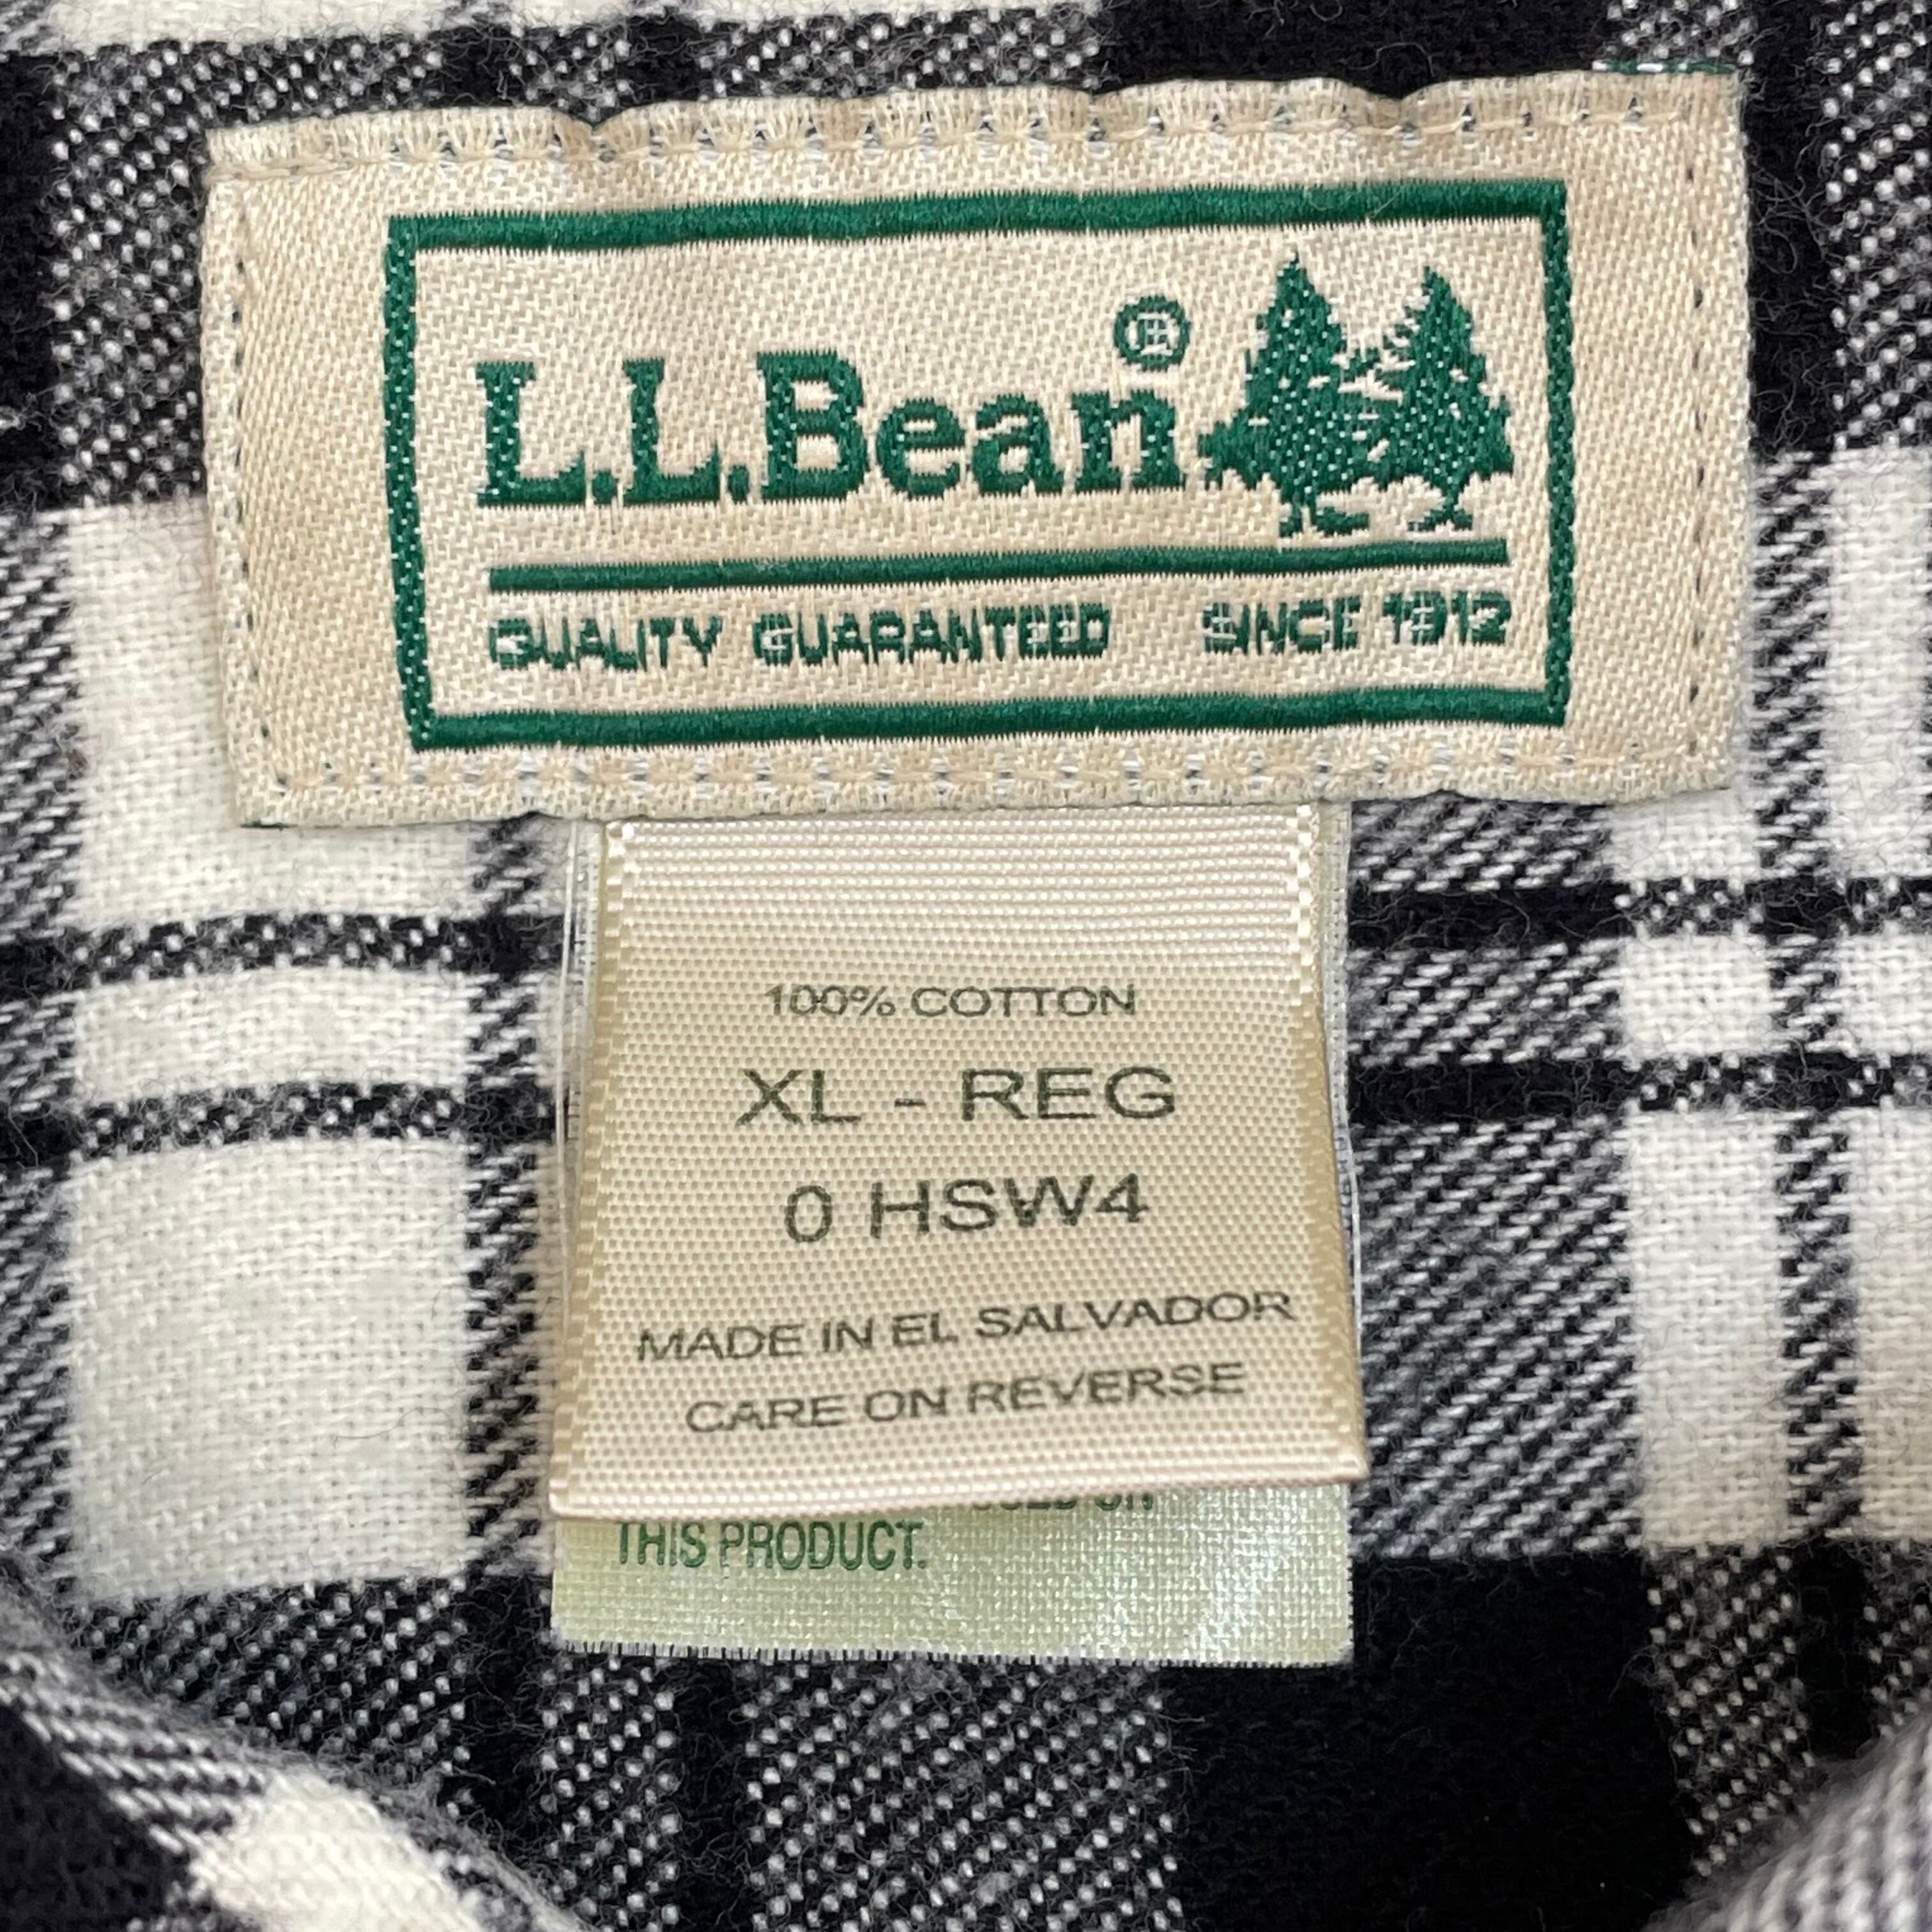 L.L.Bean®
QUALITY GUARANTEED SINCE 1912
100% COTTON
XL - REG
0 HSW4
MADE IN EL SALVADOR
CARE ON REVERSE
THIS PRODUCT.